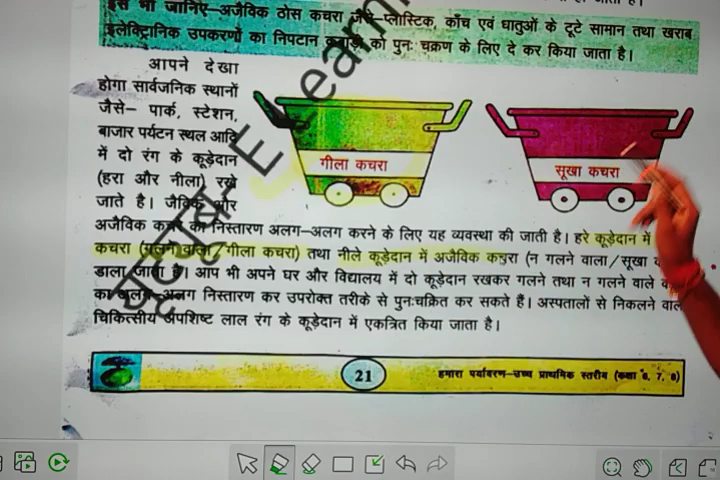 इसे भी जानिए–अजैविक ठोस कचरा जैसे–प्लास्टिक, काँच एवं धातुओं के टूटे सामान तथा खराब
इलेक्ट्रिानिक उपकरणों का निपटान कबाड़ी को पुनः चक्रण के लिए दे कर किया जाता है।
आपने देखा
होगा सार्वजनिक स्थानों
जैसे– पार्क, स्टेशन,
बाजार पर्यटन स्थल आदि
में दो रंग के कूड़ेदान
(हरा और नीला) रखे
जाते है। जैविक और
गीला कचरा
सूखा कचरा
अजैविक कचरे का निस्तारण अलग–अलग करने के लिए यह व्यवस्था की जाती है। हरे कूड़ेदान में
कचरा (गलने वाला/गीला कचरा) तथा नीले कूड़ेदान में अजैविक कचरा (न गलने वाला/सूखा
डाला जाता है। आप भी अपने घर और विद्यालय में दो कूड़ेदान रखकर गलने तथा न गलने वाले
का अलग–अलग निस्तारण कर उपरोक्त तरीके से पुनःचक्रित कर सकते हैं। अस्पतालों से निकलने वाले
चिकित्सीय अपशिष्ट लाल रंग के कूड़ेदान में एकत्रित किया जाता है।
21
हमारा पर्यावरण–उच्च प्राथमिक स्तरीय (कक्षा 6, 7, 8)